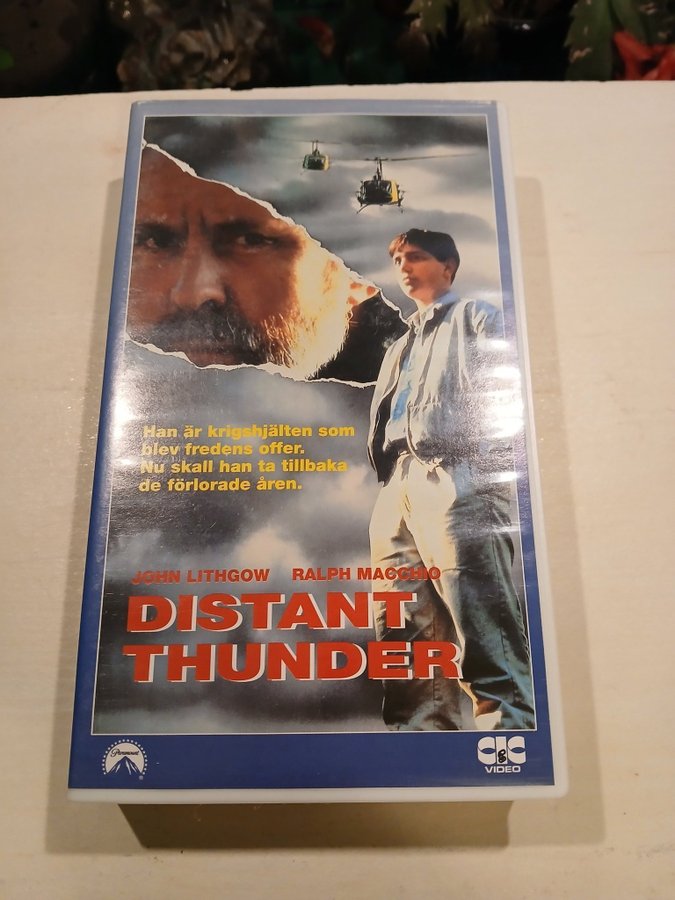 Han är krigshjälten som
blev fredens offer.
Nu skall han ta tillbaka
de förlorade åren.
JOHN LITHGOW RALPH MACCHIO
DISTANT
THUNDER
Paramount
CIC
VIDEO